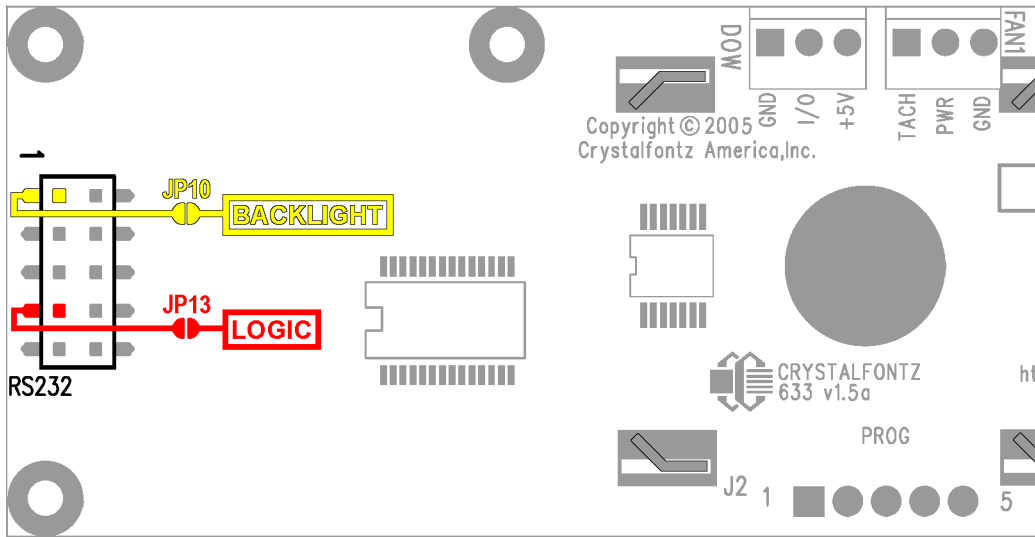 DOW
GND
I/O
+5V
FAN1
TACH
PWR
GND
Copyright © 2005
Crystalfontz America,Inc.
1
JP10
BACKLIGHT
JP13
LOGIC
RS232
CRYSTALFONTZ
633 v1.5a
ht
PROG
J2
1
5